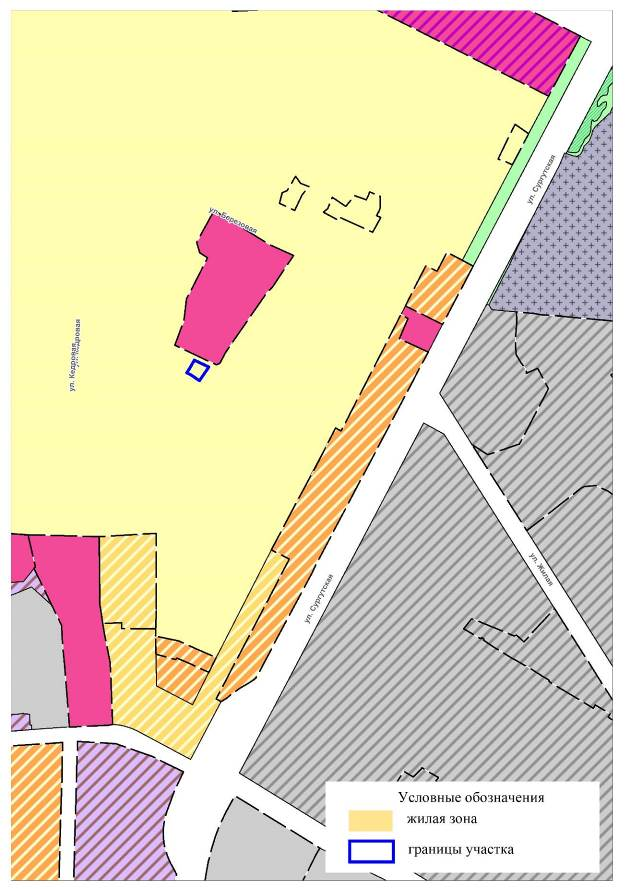 ул. Сургутская
ул. Березовая
ул. Кедровая
ул. Сургутская
ул. Жилая
Условные обозначения
жилая зона
границы участка